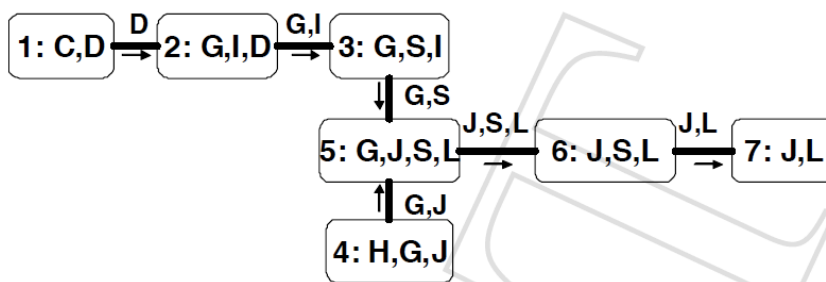 D
G,I
1: C,D
2: G,I,D
3: G,S,I
G,S
J,S,L
J,L
5: G,J,S,L
6: J,S,L
7: J,L
G,J
4: H,G,J